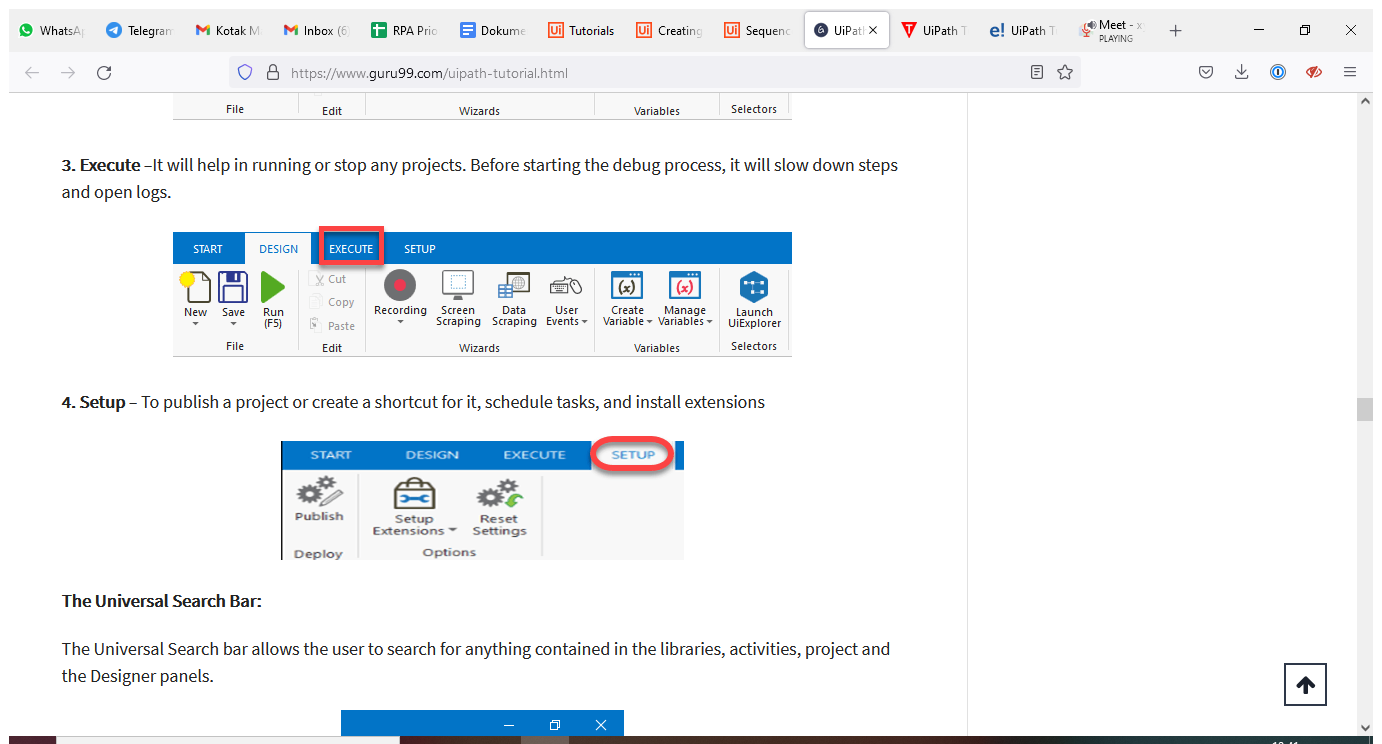 WhatsA Telegram Kotak M Inbox (6) RPA Prio Docume Tutorials Creating Sequenc UiPath UiPath T UiPath T Meet - x
PLAYING
https://www.guru99.com/uipath-tutorial.html
File Edit Wizards Variables Selectors
3. Execute –It will help in running or stop any projects. Before starting the debug process, it will slow down steps
and open logs.
START DESIGN EXECUTE SETUP
Cut
Copy
Paste
New Save Run Recording Screen Data User Create Manage Launch
(F5) Scraping Scraping Events Variable Variables UiExplorer
File Edit Wizards Variables Selectors
4. Setup – To publish a project or create a shortcut for it, schedule tasks, and install extensions
START DESIGN EXECUTE SETUP
Publish Setup Reset
Extensions Settings
Deploy Options
The Universal Search Bar:
The Universal Search bar allows the user to search for anything contained in the libraries, activities, project and
the Designer panels.